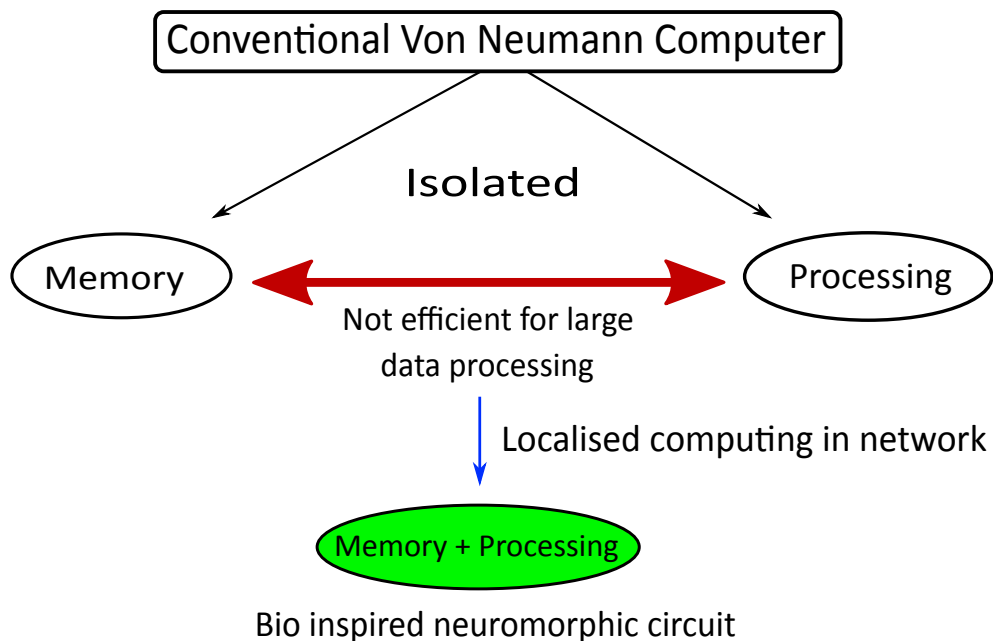 Conventional Von Neumann Computer
Isolated
Memory
Processing
Not efficient for large
data processing
Localised computing in network
Memory + Processing
Bio inspired neuromorphic circuit